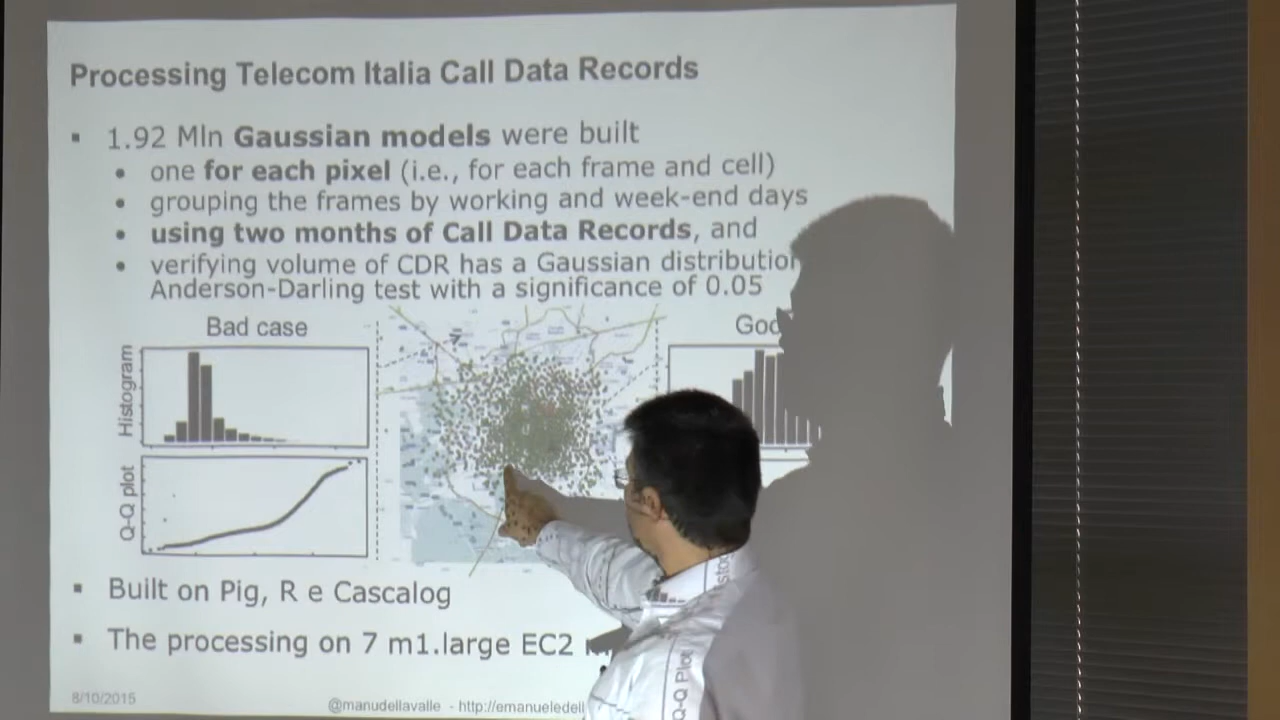 Processing Telecom Italia Call Data Records
1.92 Mln Gaussian models were built
one for each pixel (i.e., for each frame and cell)
grouping the frames by working and week-end days
using two months of Call Data Records, and
verifying volume of CDR has a Gaussian distribution
Anderson-Darling test with a significance of 0.05
Bad case
Histogram
Q-Q plot
Q-Q Plot
Built on Pig, R e Cascalog
The processing on 7 m1.large EC2
8/10/2015
@manudellavalle - http://emanueledell